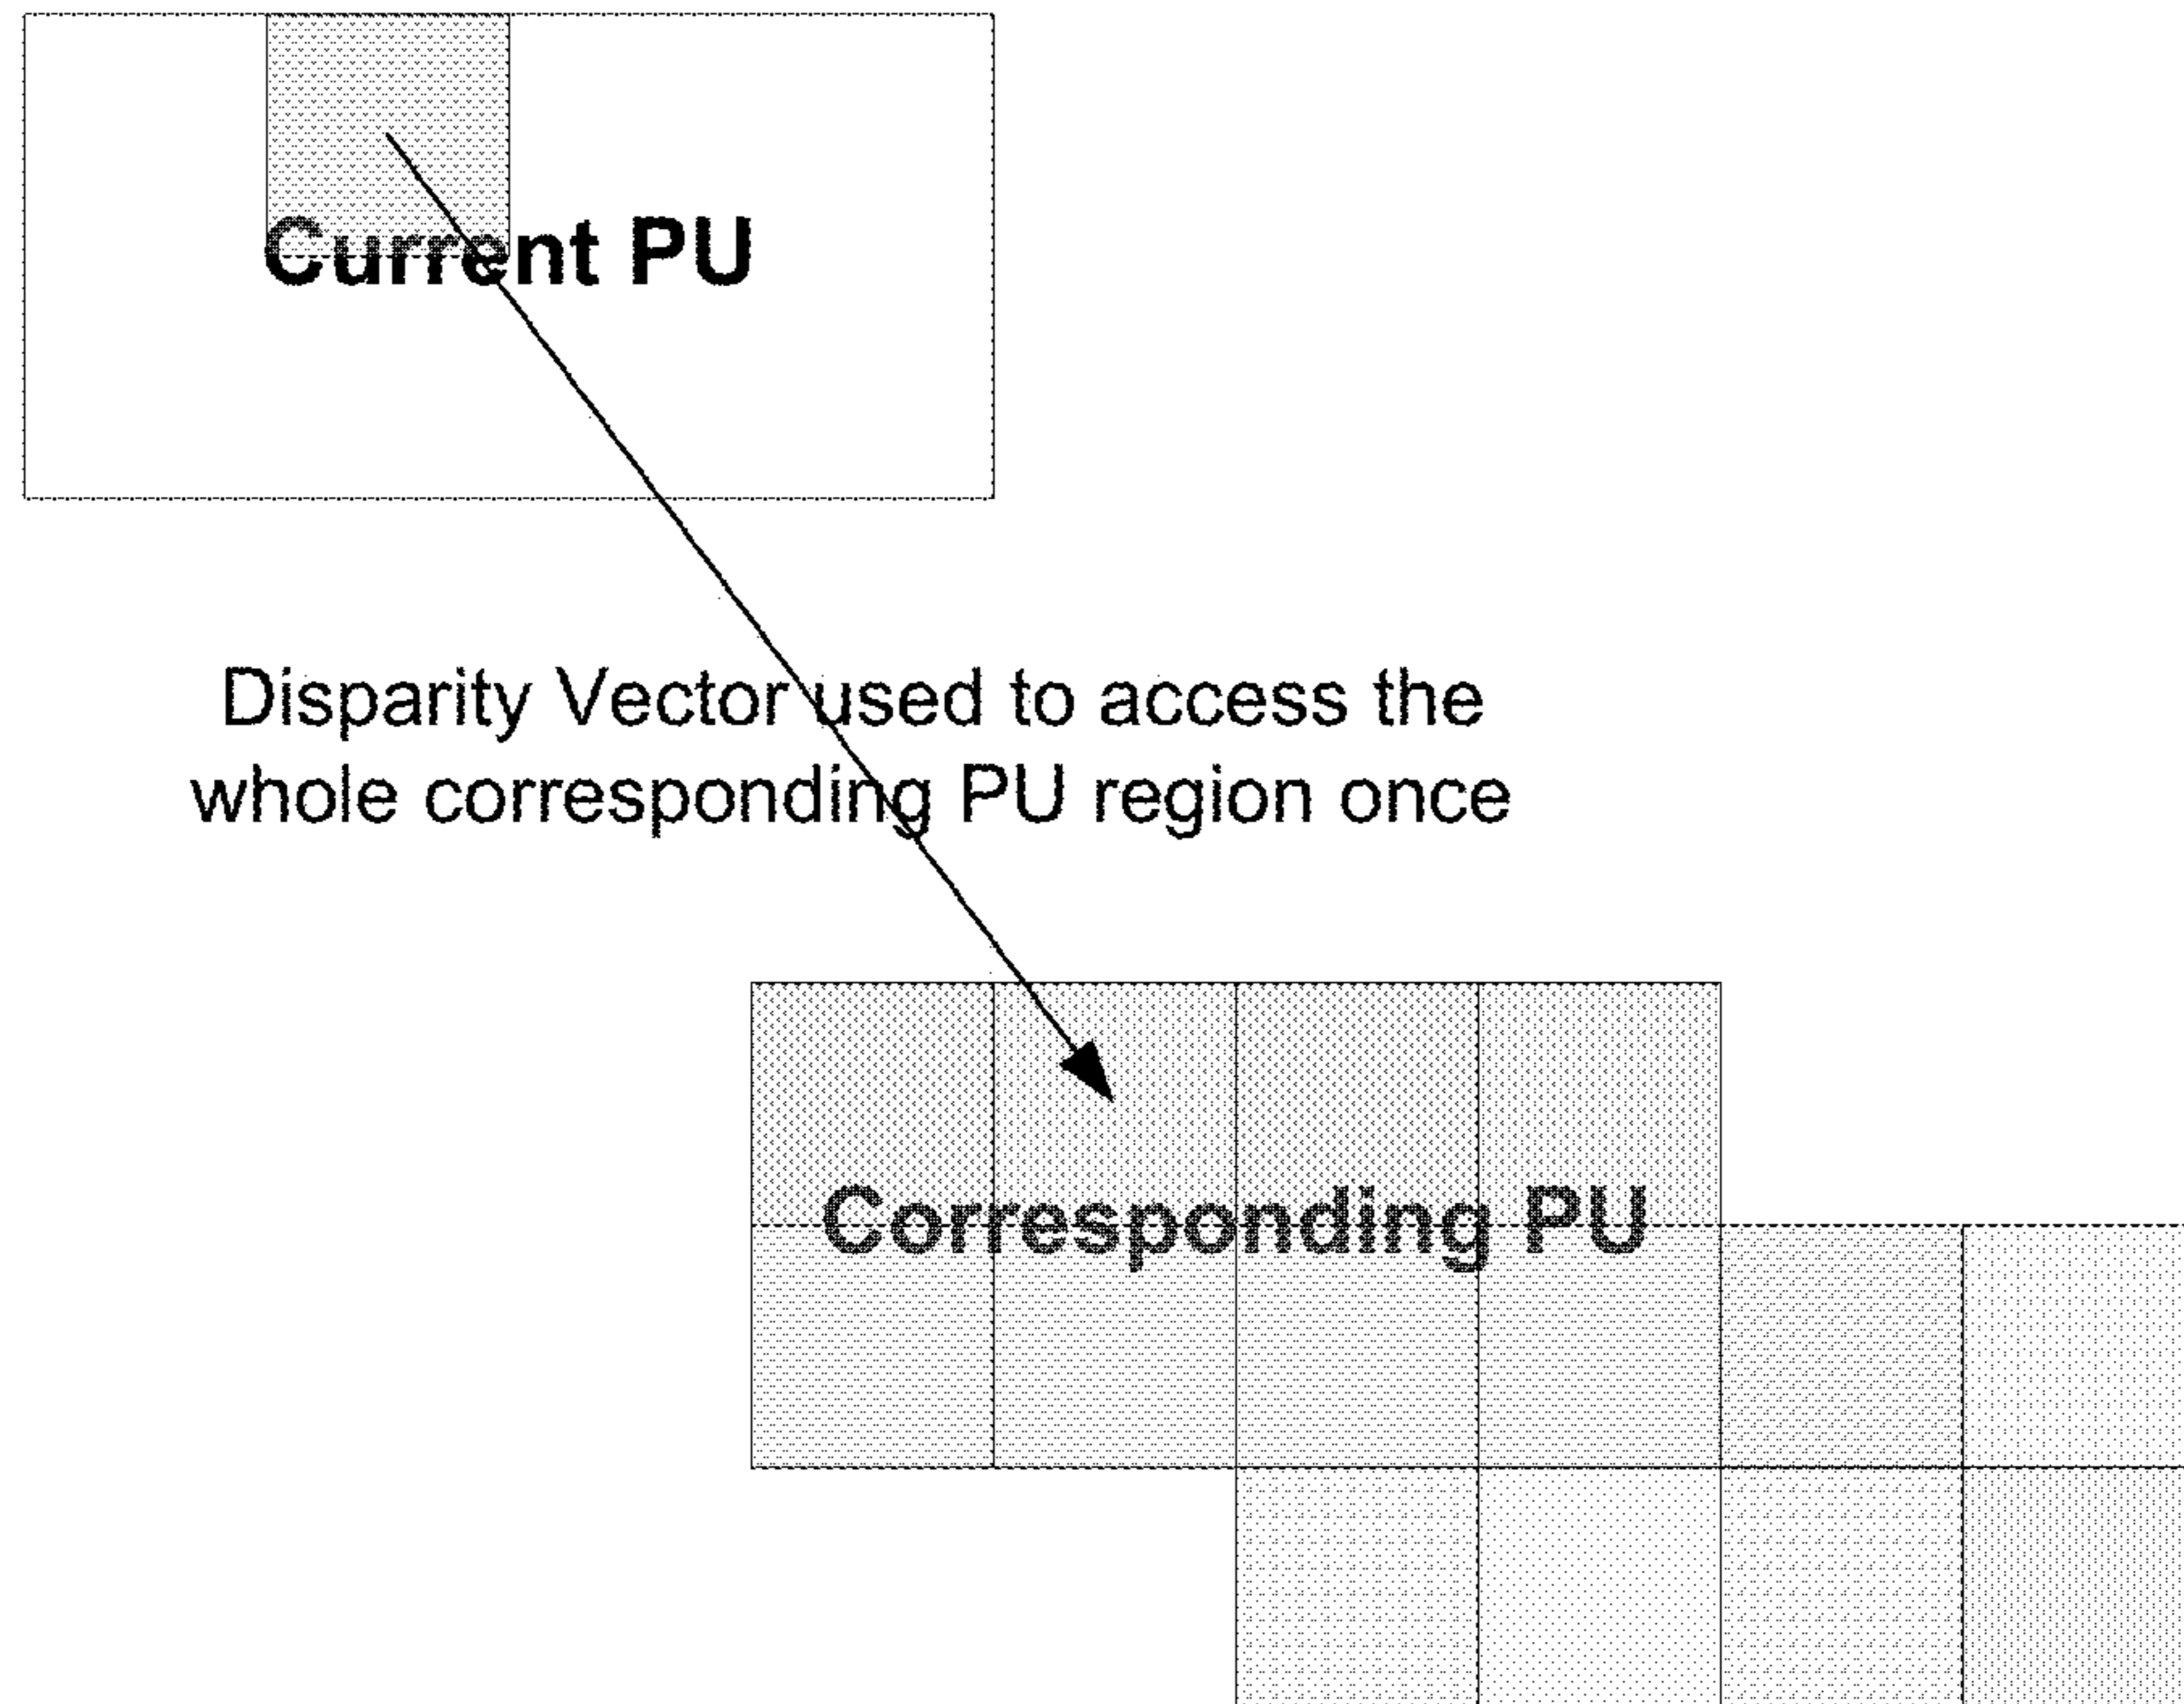 Current PU
Disparity Vector used to access the
whole corresponding PU region once
Corresponding PU